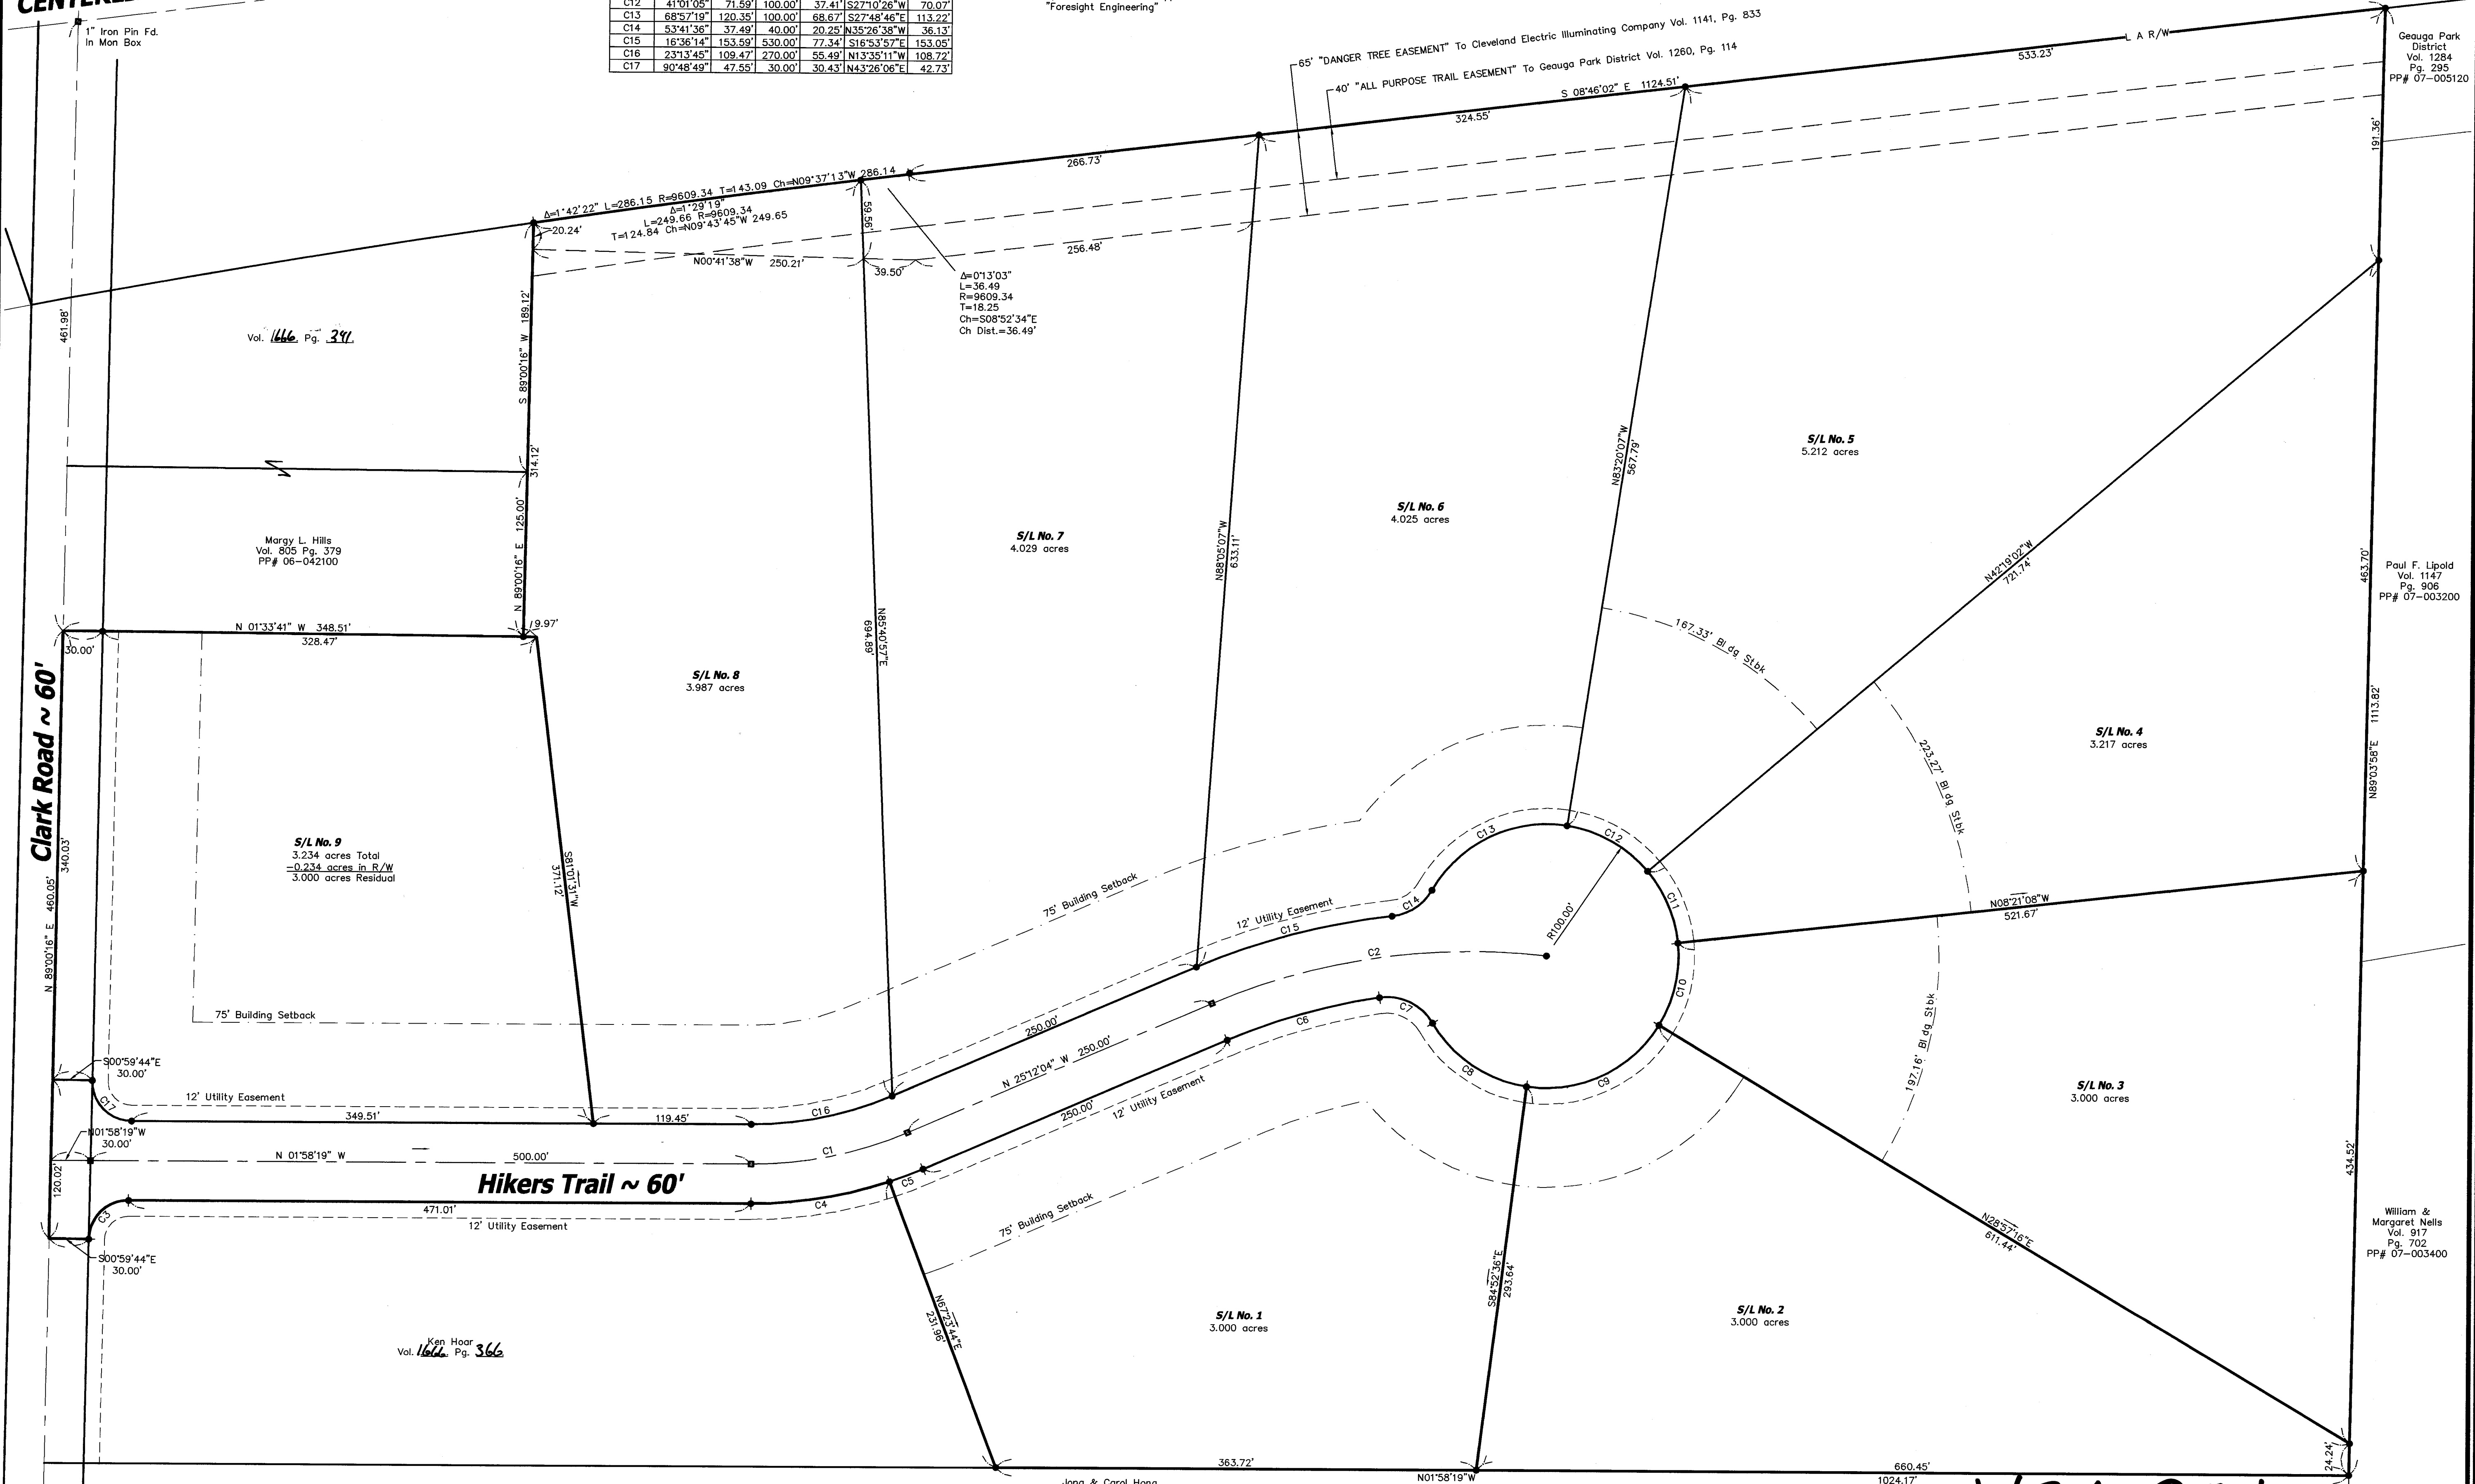 1" Iron Pin Fd.
In Mon Box
C12 41°01'05" 71.59' 100.00' 37.41' S27°10'26"W 70.07'
C13 68°57'19" 120.35' 100.00' 68.67' S27°48'46"E 113.22'
C14 53°41'36" 37.49' 40.00' 20.25' N35°26'38"W 36.13'
C15 16°36'14" 153.59' 530.00' 77.34' S16°53'57"E 153.05'
C16 23°13'45" 109.47' 270.00' 55.49' N13°35'11"W 108.72'
C17 90°48'49" 47.55' 30.00' 30.43' N43°26'06"E 42.73'
"Foresight Engineering"
65' "DANGER TREE EASEMENT" To Cleveland Electric Illuminating Company Vol. 1141, Pg. 833
40' "ALL PURPOSE TRAIL EASEMENT" To Geauga Park District Vol. 1260, Pg. 114
L A R/W
533.23'
S 08°46'02" E 1124.51'
324.55'
266.73'
Geauga Park
District
Vol. 1284
Pg. 295
PP# 07-005120
191.36'
Δ=1°42'22" L=286.15 R=9609.34 T=143.09 Ch=N09°37'13"W 286.14
Δ=1°29'19"
L=249.66 R=9609.34
T=124.84 Ch=N09°43'45"W 249.65
20.24'
59.56'
N00°41'38"W 250.21'
39.50'
256.48'
Δ=0°13'03"
L=36.49
R=9609.34
T=18.25
Ch=S08°52'34"E
Ch Dist.=36.49'
461.98'
Vol. 1666 Pg. 341
S 89°00'16" W 189.12'
314.12'
N 89°00'16" E 125.00'
Margy L. Hills
Vol. 805 Pg. 379
PP# 06-042100
N 01°33'41" W 348.51'
328.47'
30.00'
9.97'
S/L No. 5
5.212 acres
S/L No. 6
4.025 acres
S/L No. 7
4.029 acres
S/L No. 8
3.987 acres
N83°20'07"W
567.79'
N88°05'07"W
633.11'
N85°40'57"E
694.89'
N42°19'02"W
721.74'
463.70'
Paul F. Lipold
Vol. 1147
Pg. 906
PP# 07-003200
167.33' Bldg Stbk
223.27' Bldg Stbk
S/L No. 4
3.217 acres
N89°03'58"E 1113.82'
Clark Road ~ 60'
340.03'
N 89°00'16" E 460.05'
S/L No. 9
3.234 acres Total
-0.234 acres in R/W
3.000 acres Residual
S81°01'31"W
371.12'
75' Building Setback
12' Utility Easement
C13
C12
C11
C14
C15
C2
R100.00'
N08°21'08"W
521.67'
C10
C9
C8
C7
C6
75' Building Setback
250.00'
N 25°12'04" W 250.00'
250.00'
12' Utility Easement
S00°59'44"E
30.00'
C17
12' Utility Easement
349.51'
119.45'
C16
N01°58'19"W
30.00'
N 01°58'19" W 500.00'
C1
120.02'
Hikers Trail ~ 60'
C3
471.01'
C4
C5
12' Utility Easement
S00°59'44"E
30.00'
75' Building Setback
197.16' Bldg Stbk
S/L No. 3
3.000 acres
434.52'
William &
Margaret Nells
Vol. 917
Pg. 702
PP# 07-003400
N28°57'16"E
611.44'
S84°52'36"E
293.64'
N67°23'44"E
231.96'
S/L No. 1
3.000 acres
S/L No. 2
3.000 acres
Ken Hoar
Vol. 1666 Pg. 366
24.24'
363.72'
N01°58'19"W
660.45'
1024.17'
Jong & Carol Hong